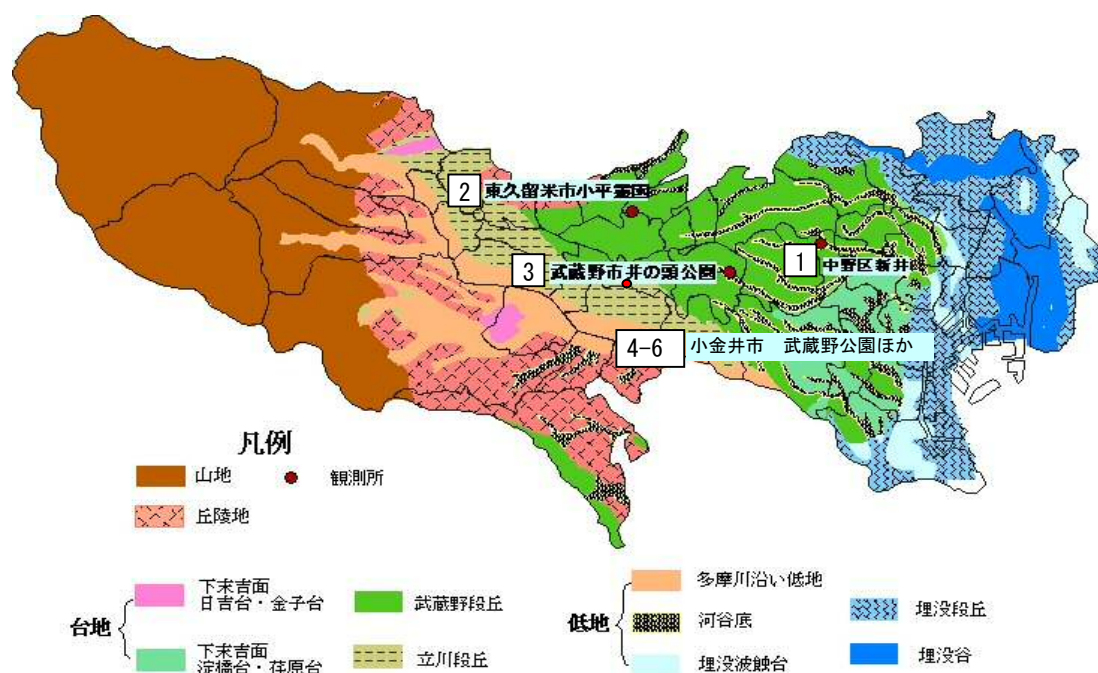 2 東久留米市小平霊園
1
中野区新井
3 武蔵野市井の頭公園
4-6 小金井市 武蔵野公園ほか
凡例
山地
観測所
丘陵地
台地
下末吉面
日吉台・金子台
武蔵野段丘
下末吉面
淀橋台・荏原台
立川段丘
低地
多摩川沿い低地
河谷底
埋没波蝕台
埋没段丘
埋没谷